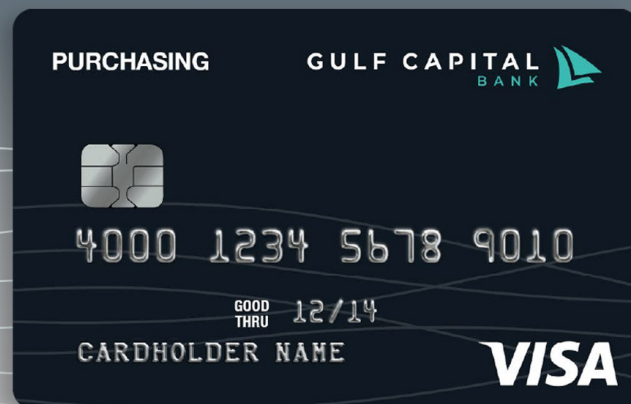 PURCHASING
GULF CAPITAL
BANK
4000 1234 5678 9010
GOOD THRU 12/14
CARDHOLDER NAME
VISA